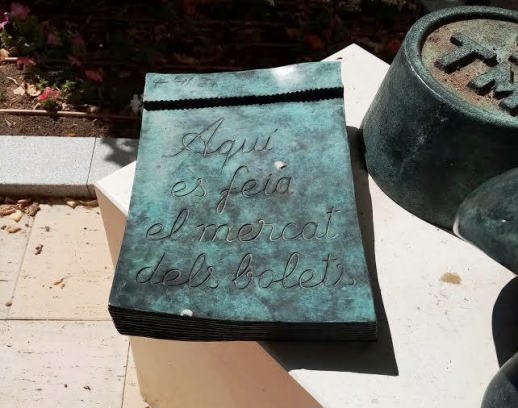 Aquí
es feia
el mercat
dels bolets